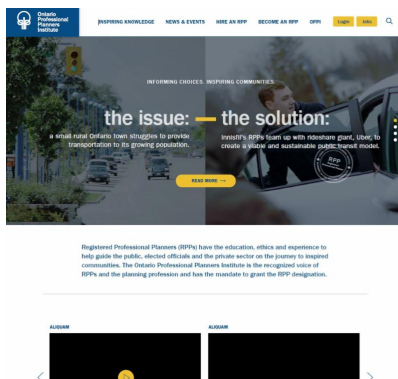 Ontario
Professional
Planners
Institute
INSPIRING KNOWLEDGE NEWS & EVENTS HIRE AN RPP BECOME AN RPP OPPI Login Jobs
INFORMING CHOICES. INSPIRING COMMUNITIES.
the issue: — the solution:
a small rural Ontario town struggles to provide
transportation to its growing population.
Innisfil's RPPs team up with rideshare giant, Uber, to
create a viable and sustainable public transit model.
RPP
READ MORE →
Registered Professional Planners (RPPs) have the education, ethics and experience to
help guide the public, elected officials and the private sector on the journey to inspired
communities. The Ontario Professional Planners Institute is the recognized voice of
RPPs and the planning profession and has the mandate to grant the RPP designation.
ALIQUAM ALIQUAM